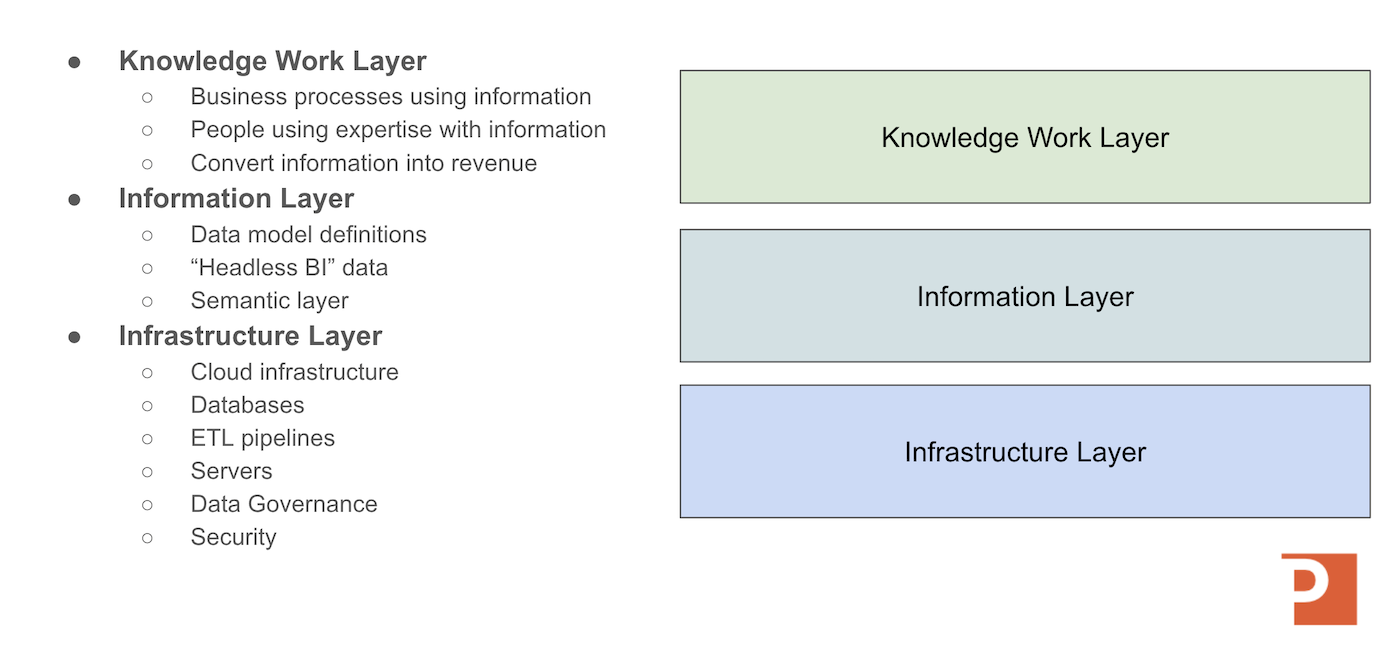 ● Knowledge Work Layer
○ Business processes using information
○ People using expertise with information
○ Convert information into revenue
● Information Layer
○ Data model definitions
○ “Headless BI” data
○ Semantic layer
● Infrastructure Layer
○ Cloud infrastructure
○ Databases
○ ETL pipelines
○ Servers
○ Data Governance
○ Security
Knowledge Work Layer
Information Layer
Infrastructure Layer
P